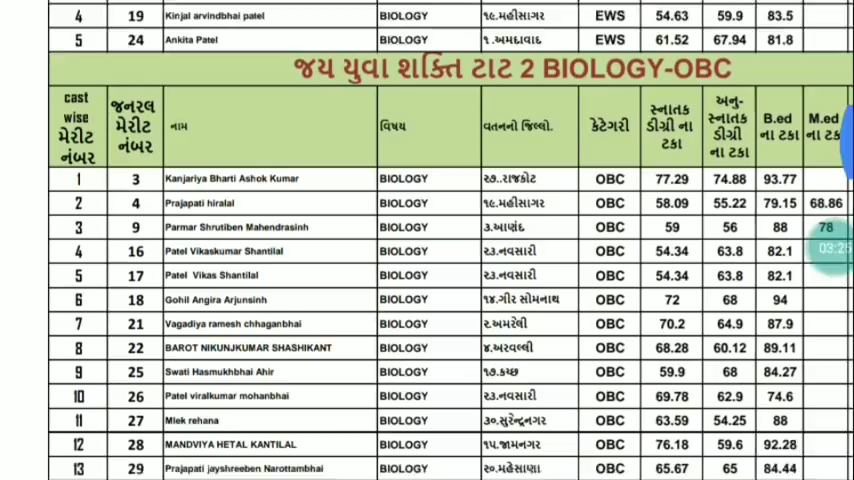 4 19 Kinjal arvindbhai patel BIOLOGY ૧૯.મહીસાગર EWS 54.63 59.9 83.5
5 24 Ankita Patel BIOLOGY ૧ .અમદાવાદ EWS 61.52 67.94 81.8
જય યુવા શક્તિ ટાટ 2 BIOLOGY-OBC
cast wise મેરીટ નંબર જનરલ મેરીટ નંબર નામ વિષય વતનનો જિલ્લો. કેટેગરી સ્નાતક ડીગ્રી ના ટકા અનુ-સ્નાતક ડીગ્રી ના ટકા B.ed ના ટકા M.ed ના ટકા
1 3 Kanjariya Bharti Ashok Kumar BIOLOGY ૨૭..રાજકોટ OBC 77.29 74.88 93.77
2 4 Prajapati hiralal BIOLOGY ૧૯.મહીસાગર OBC 58.09 55.22 79.15 68.86
3 9 Parmar Shrutiben Mahendrasinh BIOLOGY ૩.આણંદ OBC 59 56 88 78
4 16 Patel Vikaskumar Shantilal BIOLOGY ૨૩.નવસારી OBC 54.34 63.8 82.1
03:25
5 17 Patel Vikas Shantilal BIOLOGY ૨૩.નવસારી OBC 54.34 63.8 82.1
6 18 Gohil Angira Arjunsinh BIOLOGY ૧૪.ગીર સોમનાથ OBC 72 68 94
7 21 Vagadiya ramesh chhaganbhai BIOLOGY ૨.અમરેલી OBC 70.2 64.9 87.9
8 22 BAROT NIKUNJKUMAR SHASHIKANT BIOLOGY ૪.અરવલ્લી OBC 68.28 60.12 89.11
9 25 Swati Hasmukhbhai Ahir BIOLOGY ૧૭.કચ્છ OBC 59.9 68 84.27
10 26 Patel viralkumar mohanbhai BIOLOGY ૨૩.નવસારી OBC 69.78 62.9 74.6
11 27 Mlek rehana BIOLOGY ૩૦.સુરેન્દ્રનગર OBC 63.59 54.25 88
12 28 MANDVIYA HETAL KANTILAL BIOLOGY ૧૫.જામનગર OBC 76.18 59.6 92.28
13 29 Prajapati jayshreeben Narottambhai BIOLOGY ૨૦.મહેસાણા OBC 65.67 65 84.44